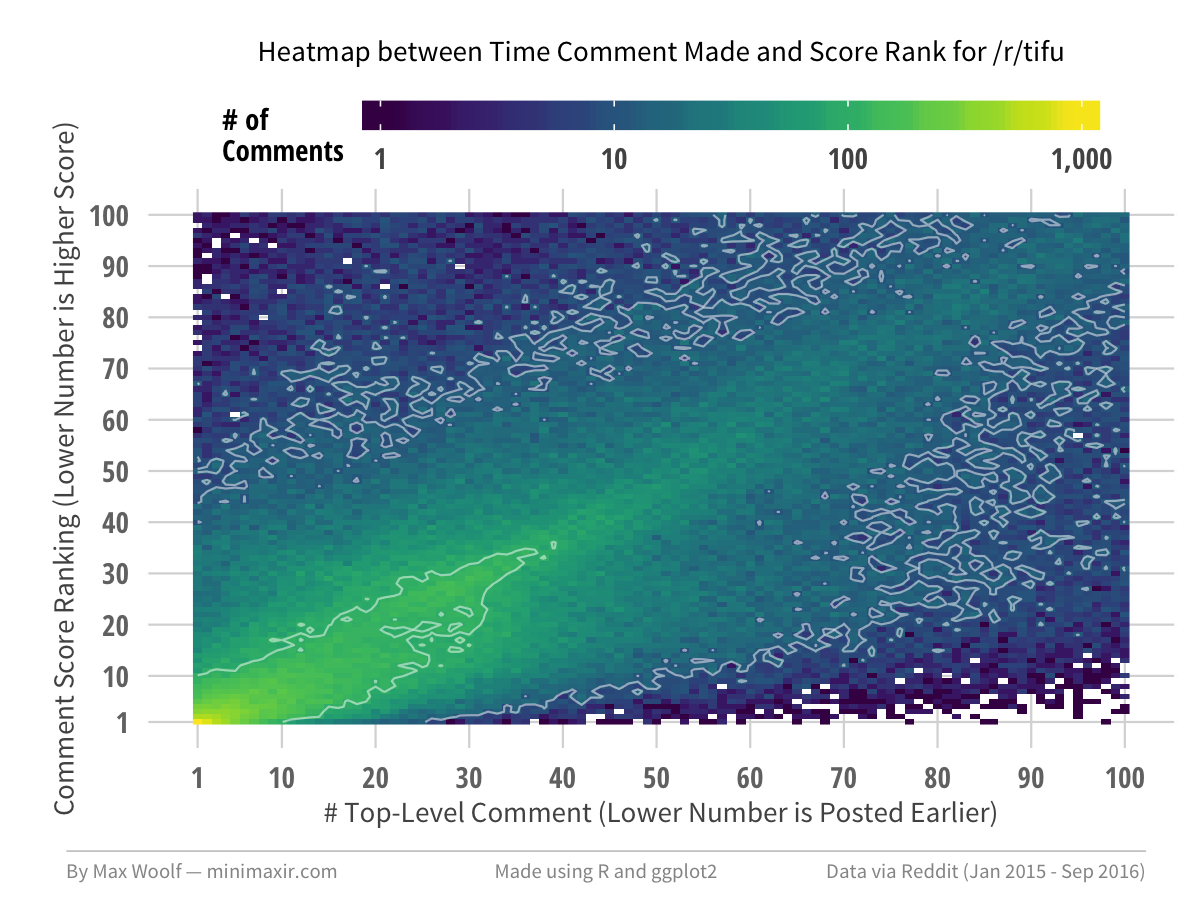 Heatmap between Time Comment Made and Score Rank for /r/tifu
# of
Comments
1 10 100 1,000
Comment Score Ranking (Lower Number is Higher Score)
100
90
80
70
60
50
40
30
20
10
1
1 10 20 30 40 50 60 70 80 90 100
# Top-Level Comment (Lower Number is Posted Earlier)
By Max Woolf — minimaxir.com
Made using R and ggplot2
Data via Reddit (Jan 2015 - Sep 2016)